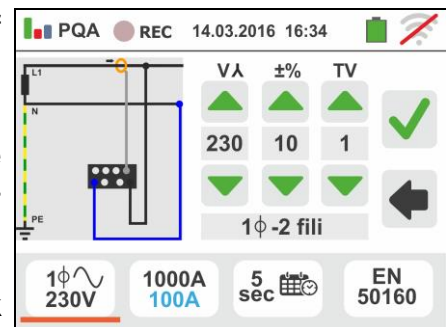 PQA REC 14.03.2016 16:34
V⅄ ±% TV
L1
N
230 10 1
PE
1ϕ -2 fili
1ϕ∿ 1000A 5 EN
230V 100A sec 50160